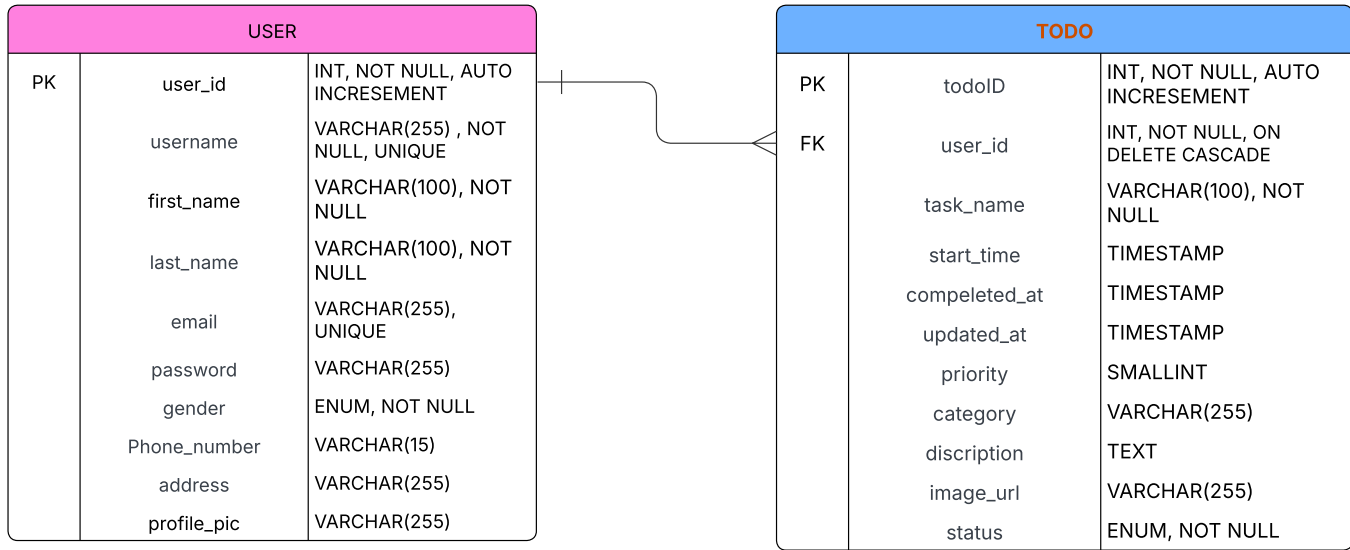 USER
PK
user_id
INT, NOT NULL, AUTO
INCRESEMENT
username
VARCHAR(255) , NOT
NULL, UNIQUE
first_name
VARCHAR(100), NOT
NULL
last_name
VARCHAR(100), NOT
NULL
email
VARCHAR(255),
UNIQUE
password
VARCHAR(255)
gender
ENUM, NOT NULL
Phone_number
VARCHAR(15)
address
VARCHAR(255)
profile_pic
VARCHAR(255)
TODO
PK
todoID
INT, NOT NULL, AUTO
INCRESEMENT
FK
user_id
INT, NOT NULL, ON
DELETE CASCADE
task_name
VARCHAR(100), NOT
NULL
start_time
TIMESTAMP
compeleted_at
TIMESTAMP
updated_at
TIMESTAMP
priority
SMALLINT
category
VARCHAR(255)
discription
TEXT
image_url
VARCHAR(255)
status
ENUM, NOT NULL